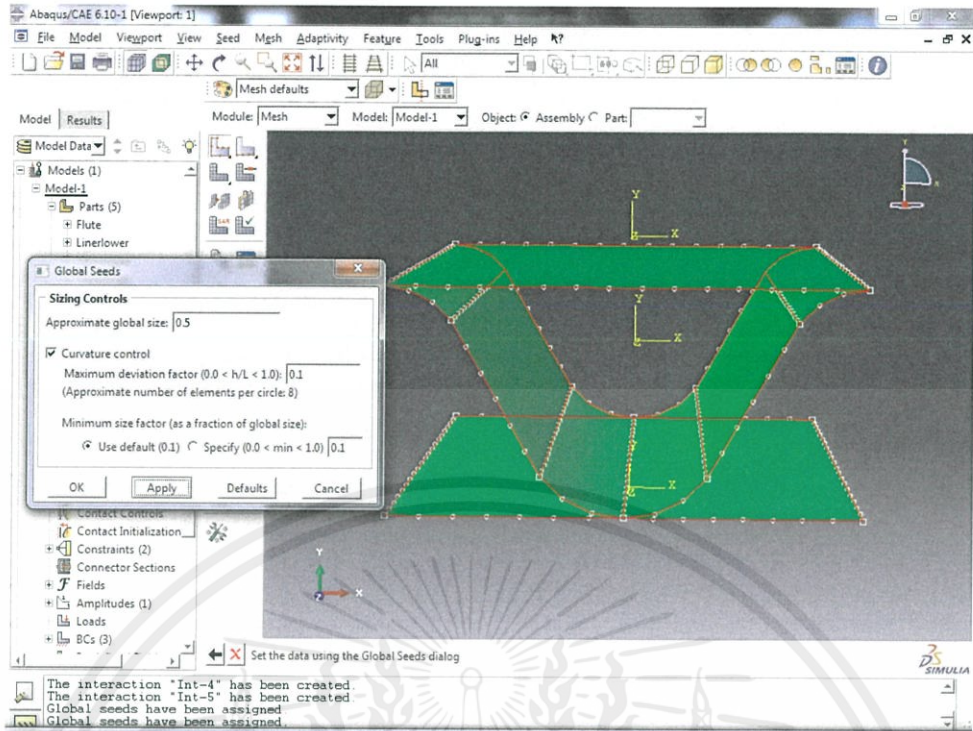 Abaqus/CAE 6.10-1 [Viewport: 1]
File Model Viewport View Seed Mesh Adaptivity Feature Tools Plug-ins Help
All
Mesh defaults
Model Results
Module: Mesh Model: Model-1 Object: Assembly Part:
Model Data
Models (1)
Model-1
Parts (5)
Flute
Linerlower
Global Seeds
Sizing Controls
Approximate global size: 0.5
Curvature control
Maximum deviation factor (0.0 < h/L < 1.0): 0.1
(Approximate number of elements per circle: 8)
Minimum size factor (as a fraction of global size):
Use default (0.1) Specify (0.0 < min < 1.0) 0.1
OK Apply Defaults Cancel
Contact Controls
Contact Initialization
Constraints (2)
Connector Sections
Fields
Amplitudes (1)
Loads
BCs (3)
Y
X
Z
Y
X
Z
X
Z
Y
X
Y
X
Set the data using the Global Seeds dialog
SIMULIA
The interaction "Int-4" has been created.
The interaction "Int-5" has been created.
Global seeds have been assigned
Global seeds have been assigned.